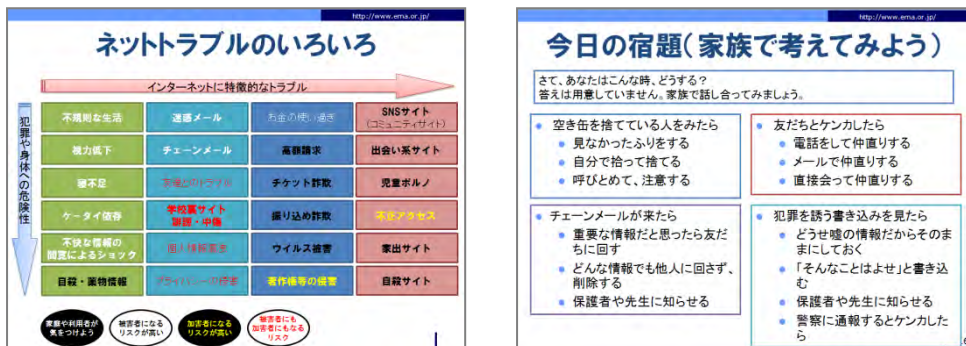 http://www.ema.or.jp/
ネットトラブルのいろいろ
インターネットに特徴的なトラブル
犯罪や身体への危険性
不規則な生活
迷惑メール
お金の使い過ぎ
SNSサイト
(コミュニティサイト)
視力低下
チェーンメール
高額請求
出会い系サイト
寝不足
友達とのトラブル
チケット詐欺
児童ポルノ
ケータイ依存
学校裏サイト
誹謗・中傷
振り込め詐欺
不正アクセス
不快な情報の
閲覧によるショック
個人情報漏洩
ウイルス被害
家出サイト
自殺・薬物情報
プライバシーの侵害
著作権等の侵害
自殺サイト
家庭や利用者が
気をつけよう
被害者になる
リスクが高い
加害者になる
リスクが高い
被害者にも
加害者にもなる
リスク
http://www.ema.or.jp/
今日の宿題(家族で考えてみよう)
さて、あなたはこんな時、どうする?
答えは用意していません。家族で話し合ってみましょう。
• 空き缶を捨てている人をみたら
• 見なかったふりをする
• 自分で拾って捨てる
• 呼びとめて、注意する
• 友だちとケンカしたら
• 電話をして仲直りする
• メールで仲直りする
• 直接会って仲直りする
• チェーンメールが来たら
• 重要な情報だと思ったら友だ
ちに回す
• どんな情報でも他人に回さず、
削除する
• 保護者や先生に知らせる
• 犯罪を誘う書き込みを見たら
• どうせ嘘の情報だからそのま
まにしておく
• 「そんなことはよせ」と書き込
む
• 保護者や先生に知らせる
• 警察に通報するとケンカした
ら